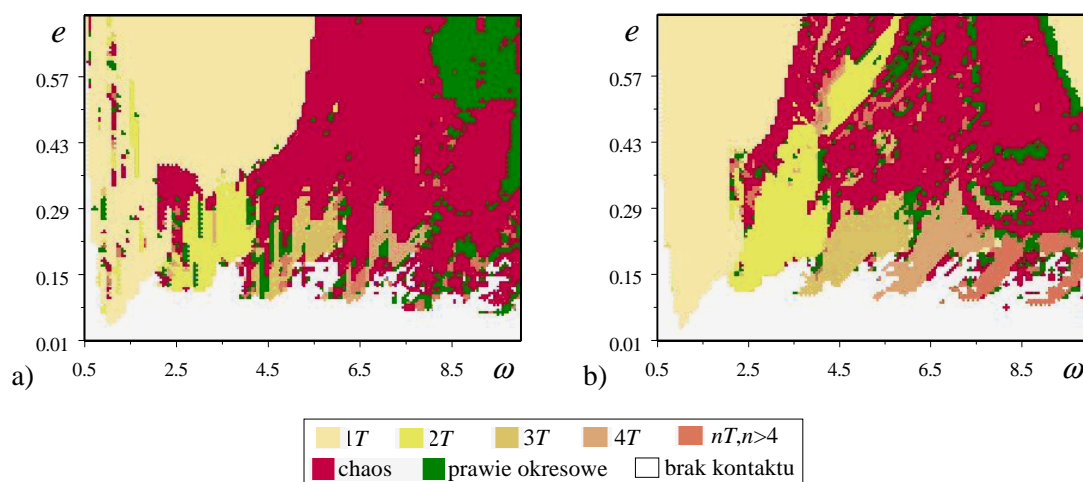 e
0.57
0.43
0.29
0.15
0.01
0.5 2.5 4.5 6.5 8.5 ω
a)
e
0.57
0.43
0.29
0.15
0.01
0.5 2.5 4.5 6.5 8.5 ω
b)
1T 2T 3T 4T nT,n>4
chaos prawie okresowe brak kontaktu